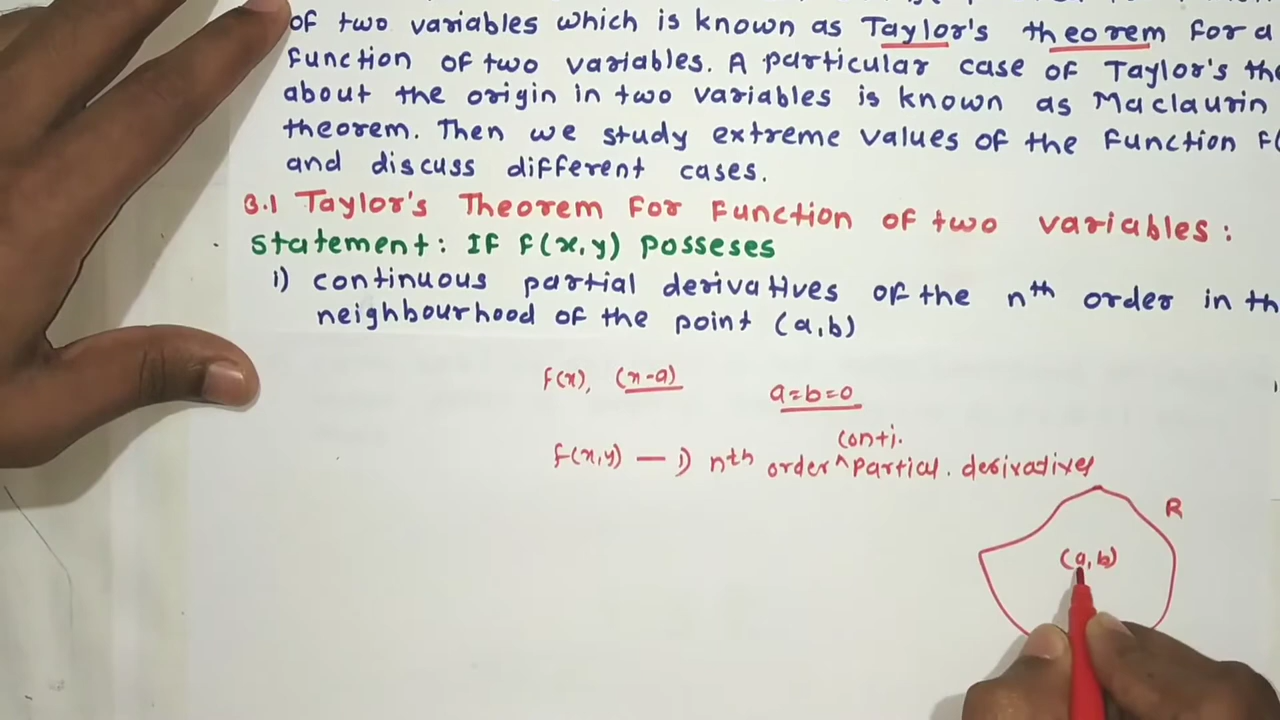 of two variables which is known as Taylor's theorem for a
function of two variables. A particular case of Taylor's the
about the origin in two variables is known as Maclaurin
theorem. Then we study extreme values of the function f(
and discuss different cases.
3.1 Taylor's Theorem For Function of two variables:
Statement: If f(x,y) posseses
i) continuous partial derivatives of the nth order in th
neighbourhood of the point (a,b)
f(x), (x-a)
a=b=0
conti.
f(x,y) — i) nth order ^ partial. derivatives
R
(a,b)